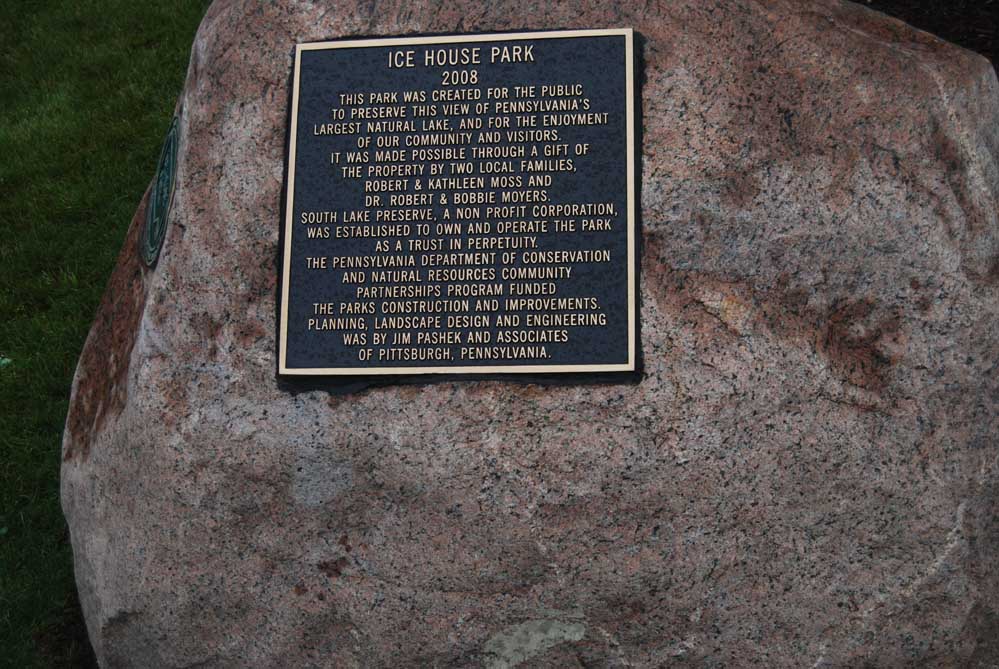 ICE HOUSE PARK
2008
THIS PARK WAS CREATED FOR THE PUBLIC
TO PRESERVE THIS VIEW OF PENNSYLVANIA'S
LARGEST NATURAL LAKE, AND FOR THE ENJOYMENT
OF OUR COMMUNITY AND VISITORS.
IT WAS MADE POSSIBLE THROUGH A GIFT OF
THE PROPERTY BY TWO LOCAL FAMILIES,
ROBERT & KATHLEEN MOSS AND
DR. ROBERT & BOBBIE MOYERS.
SOUTH LAKE PRESERVE, A NON PROFIT CORPORATION,
WAS ESTABLISHED TO OWN AND OPERATE THE PARK
AS A TRUST IN PERPETUITY.
THE PENNSYLVANIA DEPARTMENT OF CONSERVATION
AND NATURAL RESOURCES COMMUNITY
PARTNERSHIPS PROGRAM FUNDED
THE PARKS CONSTRUCTION AND IMPROVEMENTS.
PLANNING, LANDSCAPE DESIGN AND ENGINEERING
WAS BY JIM PASHEK AND ASSOCIATES
OF PITTSBURGH, PENNSYLVANIA.